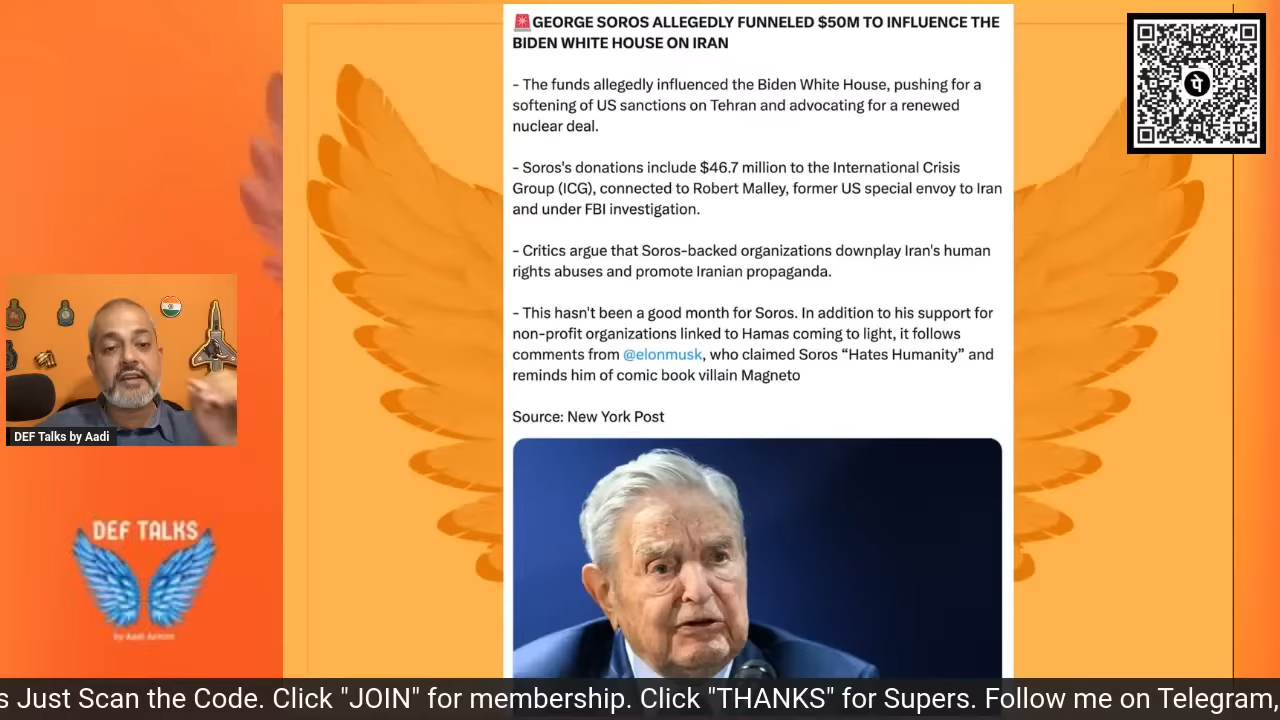 🚨GEORGE SOROS ALLEGEDLY FUNNELED $50M TO INFLUENCE THE
BIDEN WHITE HOUSE ON IRAN
- The funds allegedly influenced the Biden White House, pushing for a
softening of US sanctions on Tehran and advocating for a renewed
nuclear deal.
- Soros's donations include $46.7 million to the International Crisis
Group (ICG), connected to Robert Malley, former US special envoy to Iran
and under FBI investigation.
- Critics argue that Soros-backed organizations downplay Iran's human
rights abuses and promote Iranian propaganda.
- This hasn't been a good month for Soros. In addition to his support for
non-profit organizations linked to Hamas coming to light, it follows
comments from @elonmusk, who claimed Soros “Hates Humanity” and
reminds him of comic book villain Magneto
Source: New York Post
पे
DEF Talks by Aadi
DEF TALKS
by Aadi
s Just Scan the Code. Click "JOIN" for membership. Click "THANKS" for Supers. Follow me on Telegram,